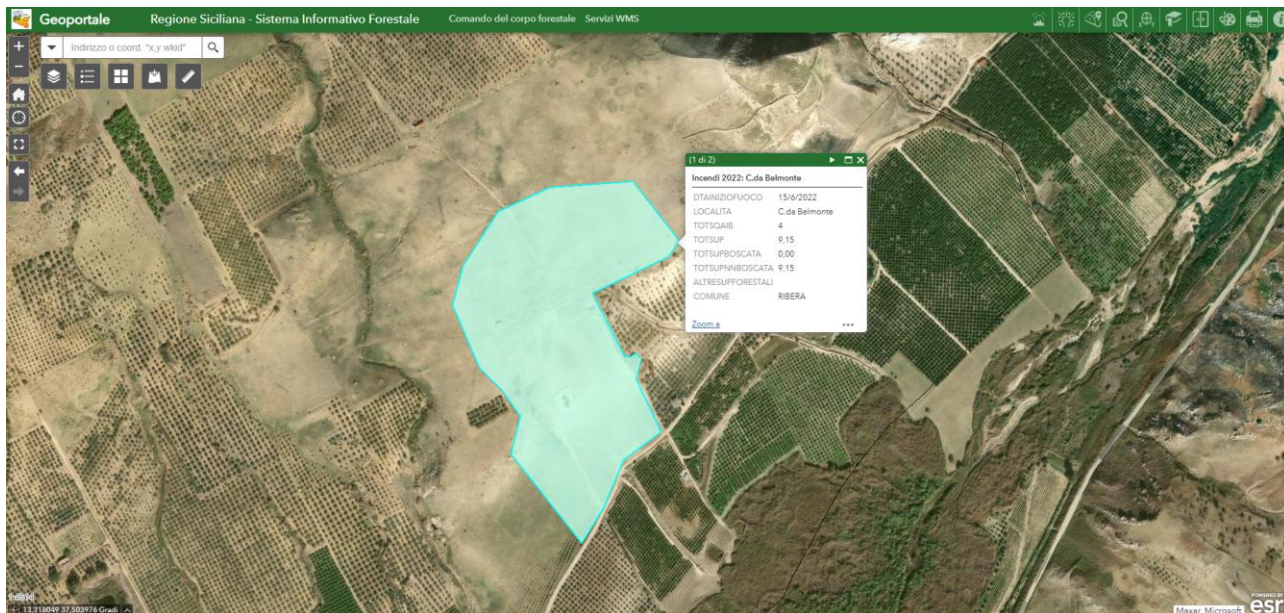 Geoportale Regione Siciliana - Sistema Informativo Forestale Comando del corpo forestale Servizi WMS
+
Indirizzo o coord. "x,y:wkid"
−
(1 di 2)
Incendi 2022: C.da Belmonte
DTAINIZIOFUOCO 15/6/2022
LOCALITA C.da Belmonte
TOTSQAIB 4
TOTSUP 9,15
TOTSUPBOSCATA 0,00
TOTSUPNNBOSCATA 9,15
ALTRESUPFORESTALI
COMUNE RIBERA
Zoom a
13,318049 37,503976 Gradi
Maxar, Microsoft
POWERED BY
esri